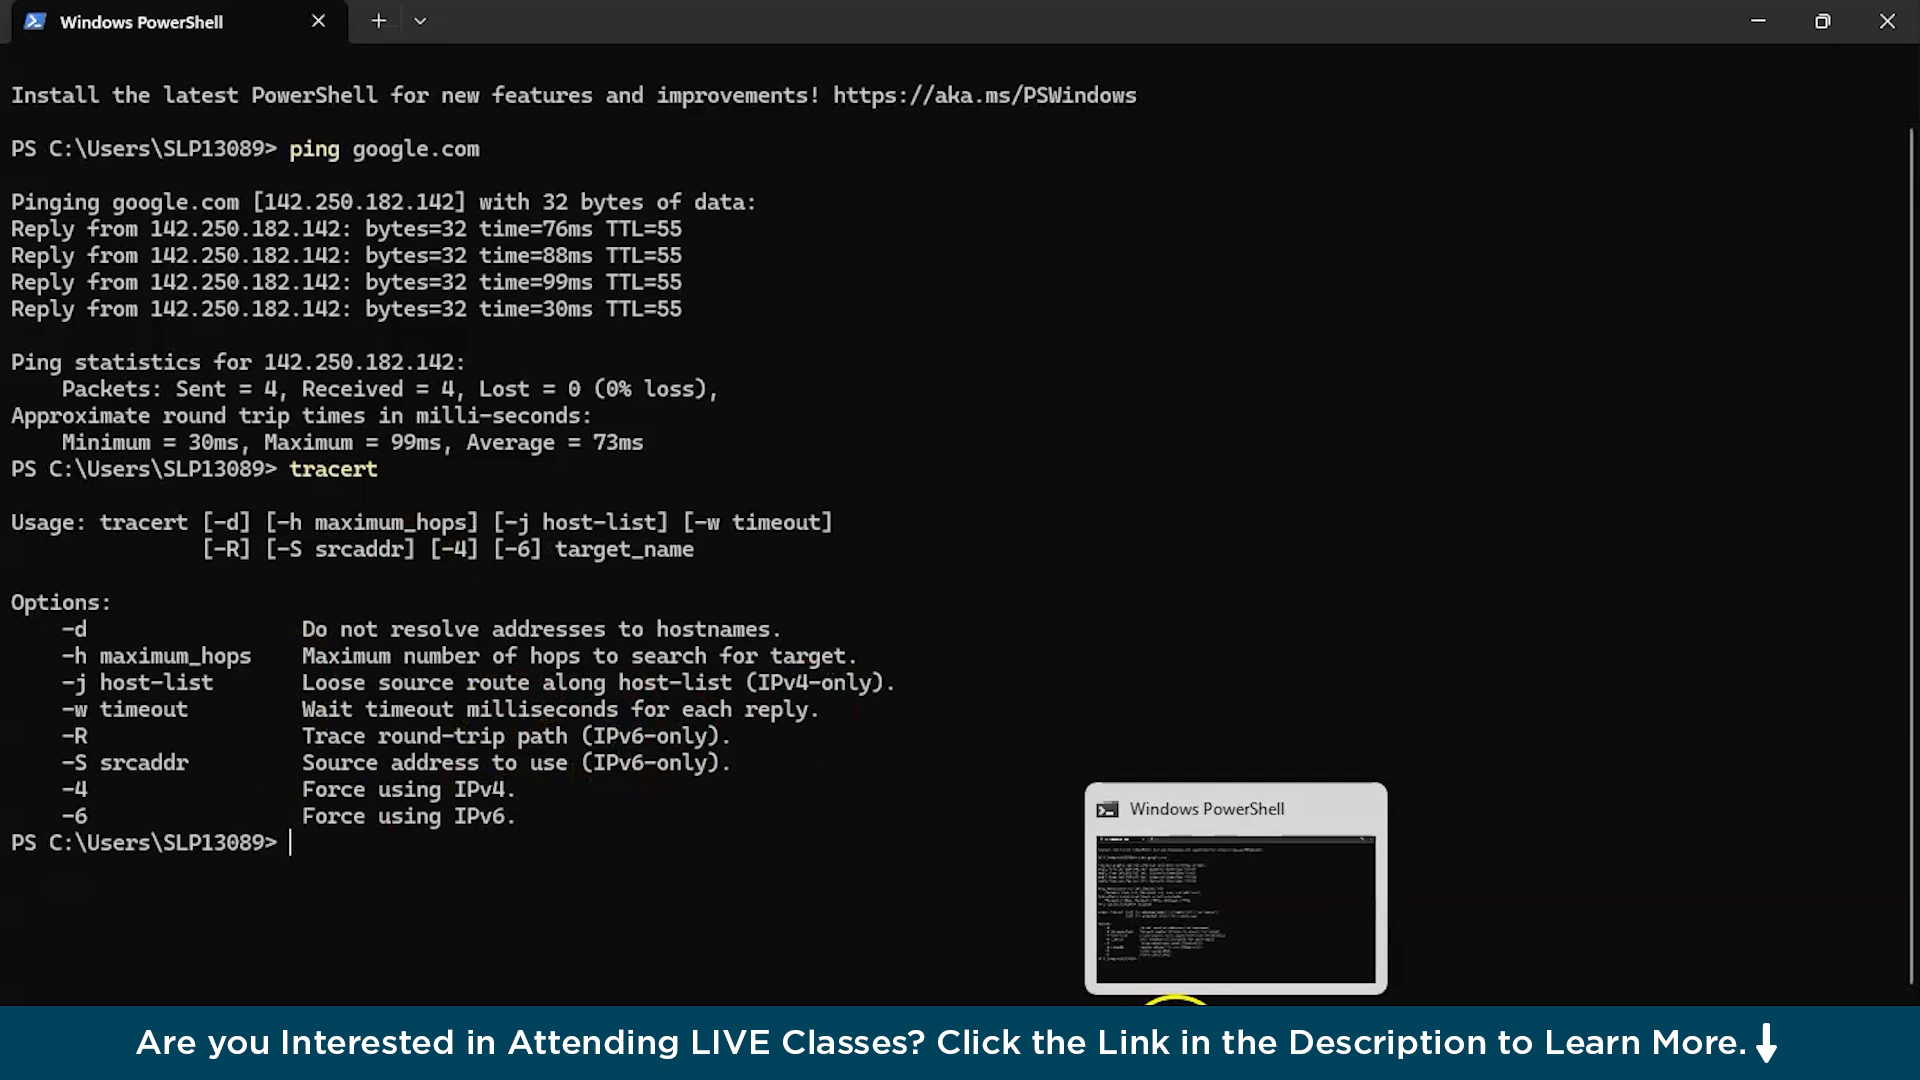 Windows PowerShell
Install the latest PowerShell for new features and improvements! https://aka.ms/PSWindows
PS C:\Users\SLP13089> ping google.com
Pinging google.com [142.250.182.142] with 32 bytes of data:
Reply from 142.250.182.142: bytes=32 time=76ms TTL=55
Reply from 142.250.182.142: bytes=32 time=88ms TTL=55
Reply from 142.250.182.142: bytes=32 time=99ms TTL=55
Reply from 142.250.182.142: bytes=32 time=30ms TTL=55
Ping statistics for 142.250.182.142:
    Packets: Sent = 4, Received = 4, Lost = 0 (0% loss),
Approximate round trip times in milli-seconds:
    Minimum = 30ms, Maximum = 99ms, Average = 73ms
PS C:\Users\SLP13089> tracert
Usage: tracert [-d] [-h maximum_hops] [-j host-list] [-w timeout]
               [-R] [-S srcaddr] [-4] [-6] target_name
Options:
    -d                 Do not resolve addresses to hostnames.
    -h maximum_hops    Maximum number of hops to search for target.
    -j host-list       Loose source route along host-list (IPv4-only).
    -w timeout         Wait timeout milliseconds for each reply.
    -R                 Trace round-trip path (IPv6-only).
    -S srcaddr         Source address to use (IPv6-only).
    -4                 Force using IPv4.
    -6                 Force using IPv6.
PS C:\Users\SLP13089>
Windows PowerShell
Are you Interested in Attending LIVE Classes? Click the Link in the Description to Learn More.